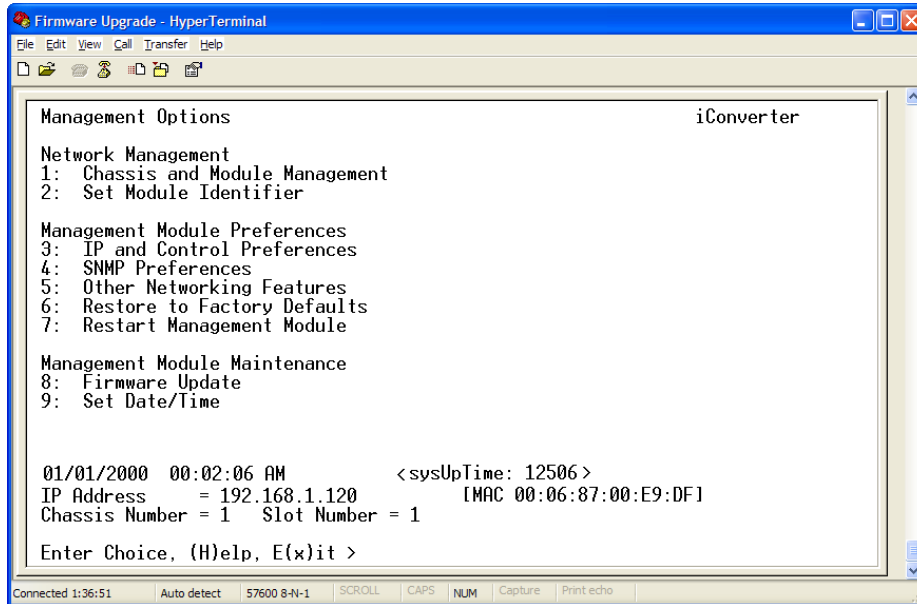 Firmware Upgrade - HyperTerminal
File Edit View Call Transfer Help
Management Options iConverter
Network Management
1: Chassis and Module Management
2: Set Module Identifier
Management Module Preferences
3: IP and Control Preferences
4: SNMP Preferences
5: Other Networking Features
6: Restore to Factory Defaults
7: Restart Management Module
Management Module Maintenance
8: Firmware Update
9: Set Date/Time
01/01/2000 00:02:06 AM <sysUpTime: 12506>
IP Address = 192.168.1.120 [MAC 00:06:87:00:E9:DF]
Chassis Number = 1 Slot Number = 1
Enter Choice, (H)elp, E(x)it >
Connected 1:36:51 Auto detect 57600 8-N-1 SCROLL CAPS NUM Capture Print echo